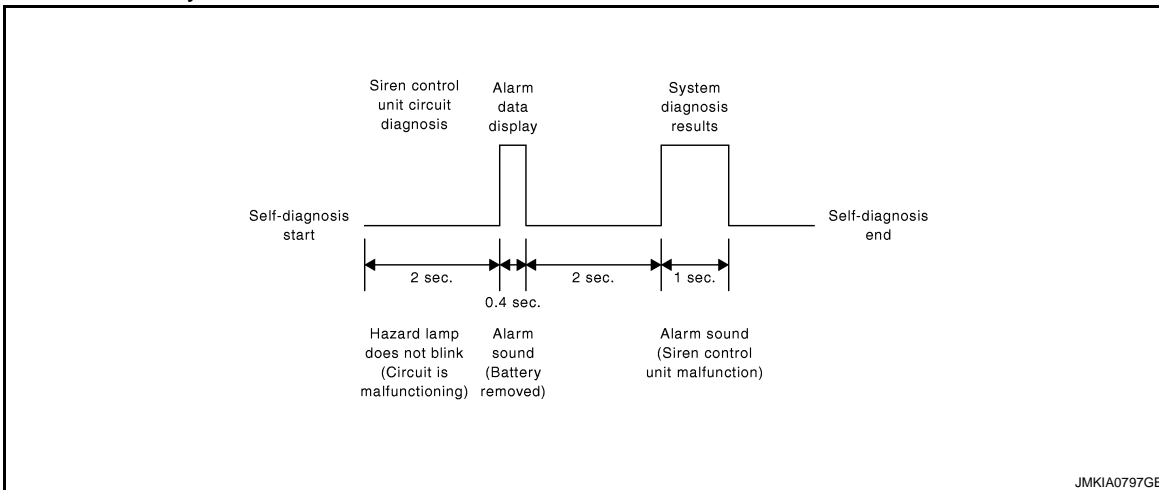 Siren control
unit circuit
diagnosis
Alarm
data
display
System
diagnosis
results
Self-diagnosis
start
Self-diagnosis
end
2 sec.
0.4 sec.
2 sec.
1 sec.
Hazard lamp
does not blink
(Circuit is
malfunctioning)
Alarm
sound
(Battery
removed)
Alarm sound
(Siren control
unit malfunction)
JMKIA0797GB